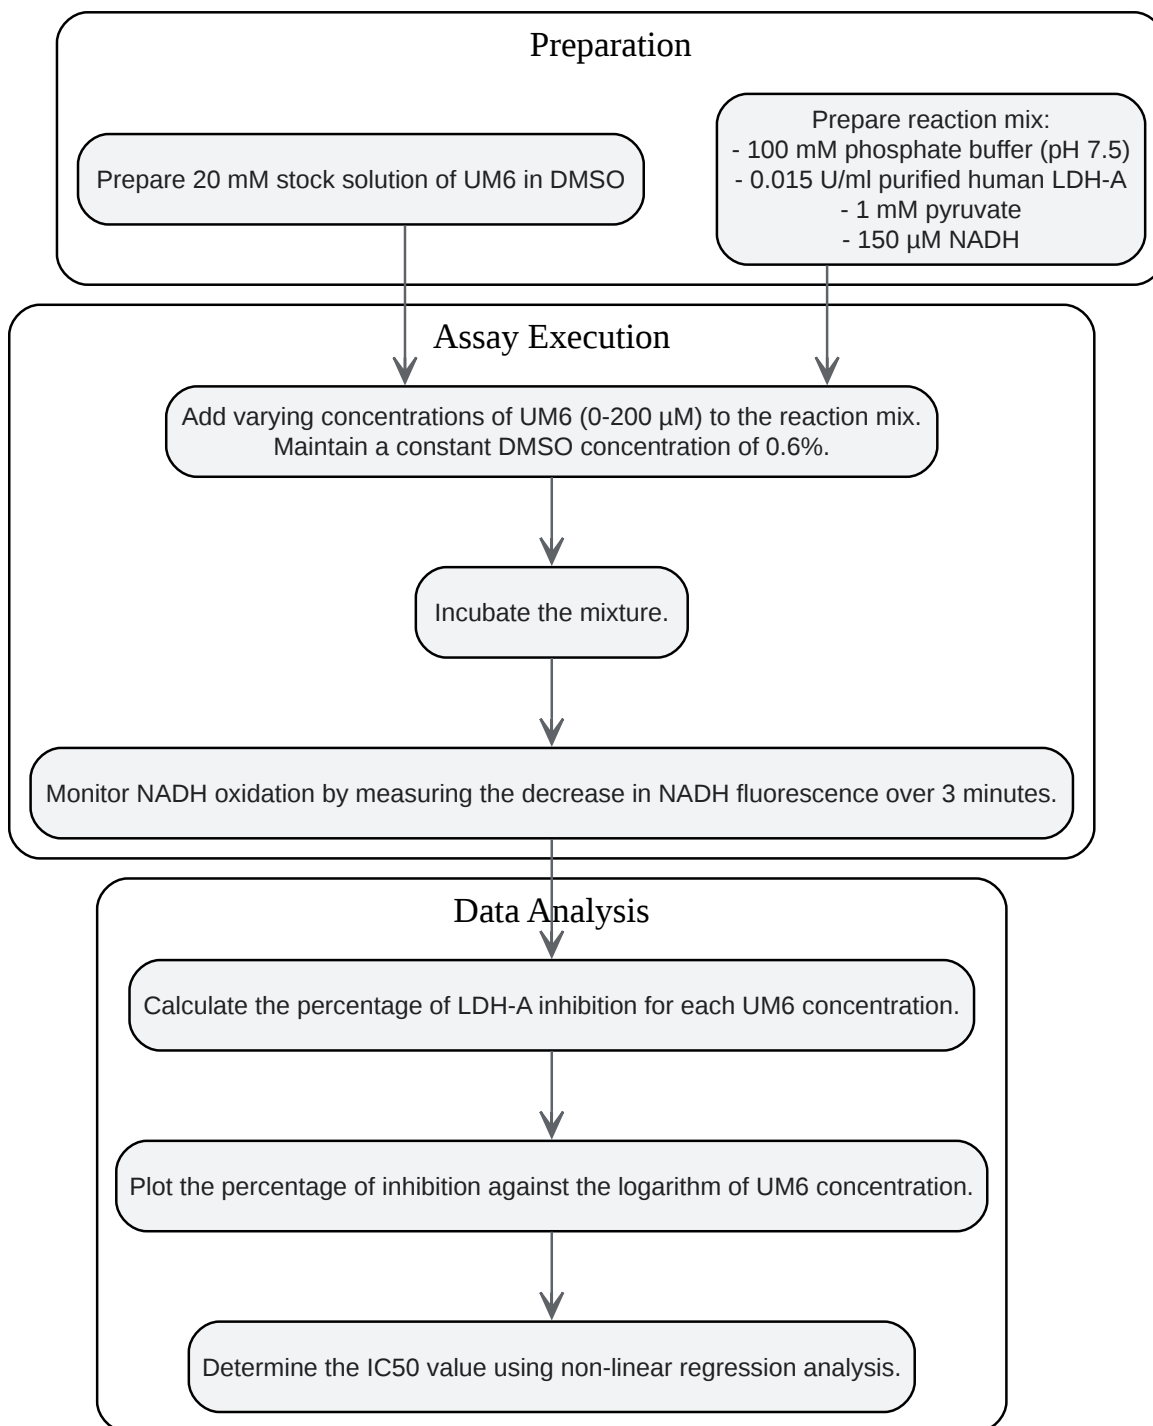 Preparation
Prepare 20 mM stock solution of UM6 in DMSO
Prepare reaction mix:
- 100 mM phosphate buffer (pH 7.5)
- 0.015 U/ml purified human LDH-A
- 1 mM pyruvate
- 150 µM NADH
Assay Execution
Add varying concentrations of UM6 (0-200 µM) to the reaction mix.
Maintain a constant DMSO concentration of 0.6%.
Incubate the mixture.
Monitor NADH oxidation by measuring the decrease in NADH fluorescence over 3 minutes.
Data Analysis
Calculate the percentage of LDH-A inhibition for each UM6 concentration.
Plot the percentage of inhibition against the logarithm of UM6 concentration.
Determine the IC50 value using non-linear regression analysis.